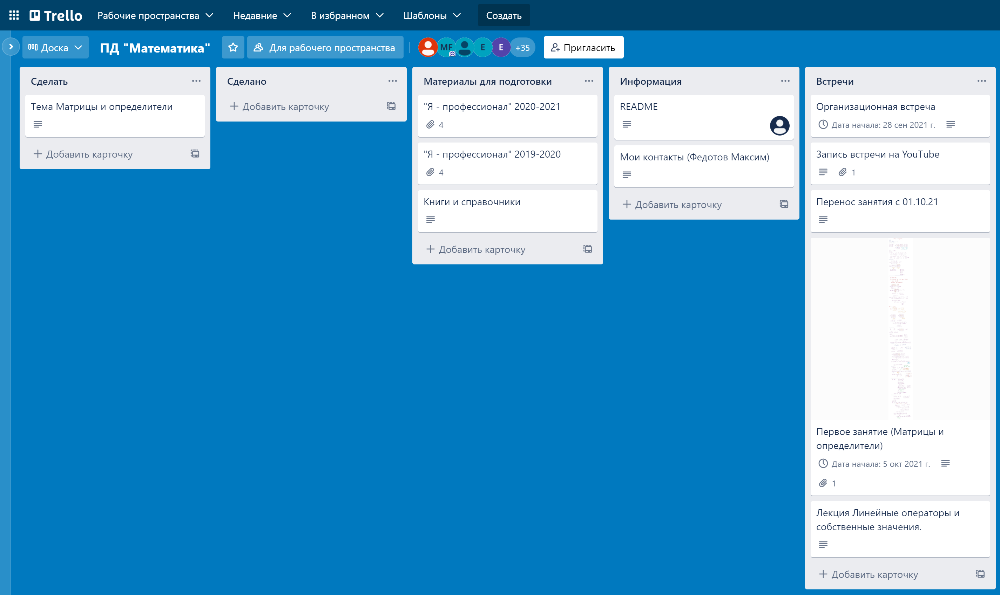 Trello
Рабочие пространства
Недавние
В избранном
Шаблоны
Создать
Доска
ПД "Математика"
Для рабочего пространства
MF
E
E
+35
Пригласить
Сделать
Тема Матрицы и определители
Добавить карточку
Сделано
Добавить карточку
Материалы для подготовки
"Я - профессионал" 2020-2021
4
"Я - профессионал" 2019-2020
4
Книги и справочники
Добавить карточку
Информация
README
Мои контакты (Федотов Максим)
Добавить карточку
Встречи
Организационная встреча
Дата начала: 28 сен 2021 г.
Запись встречи на YouTube
1
Перенос занятия с 01.10.21
Первое занятие (Матрицы и
определители)
Дата начала: 5 окт 2021 г.
1
Лекция Линейные операторы и
собственные значения.
Добавить карточку